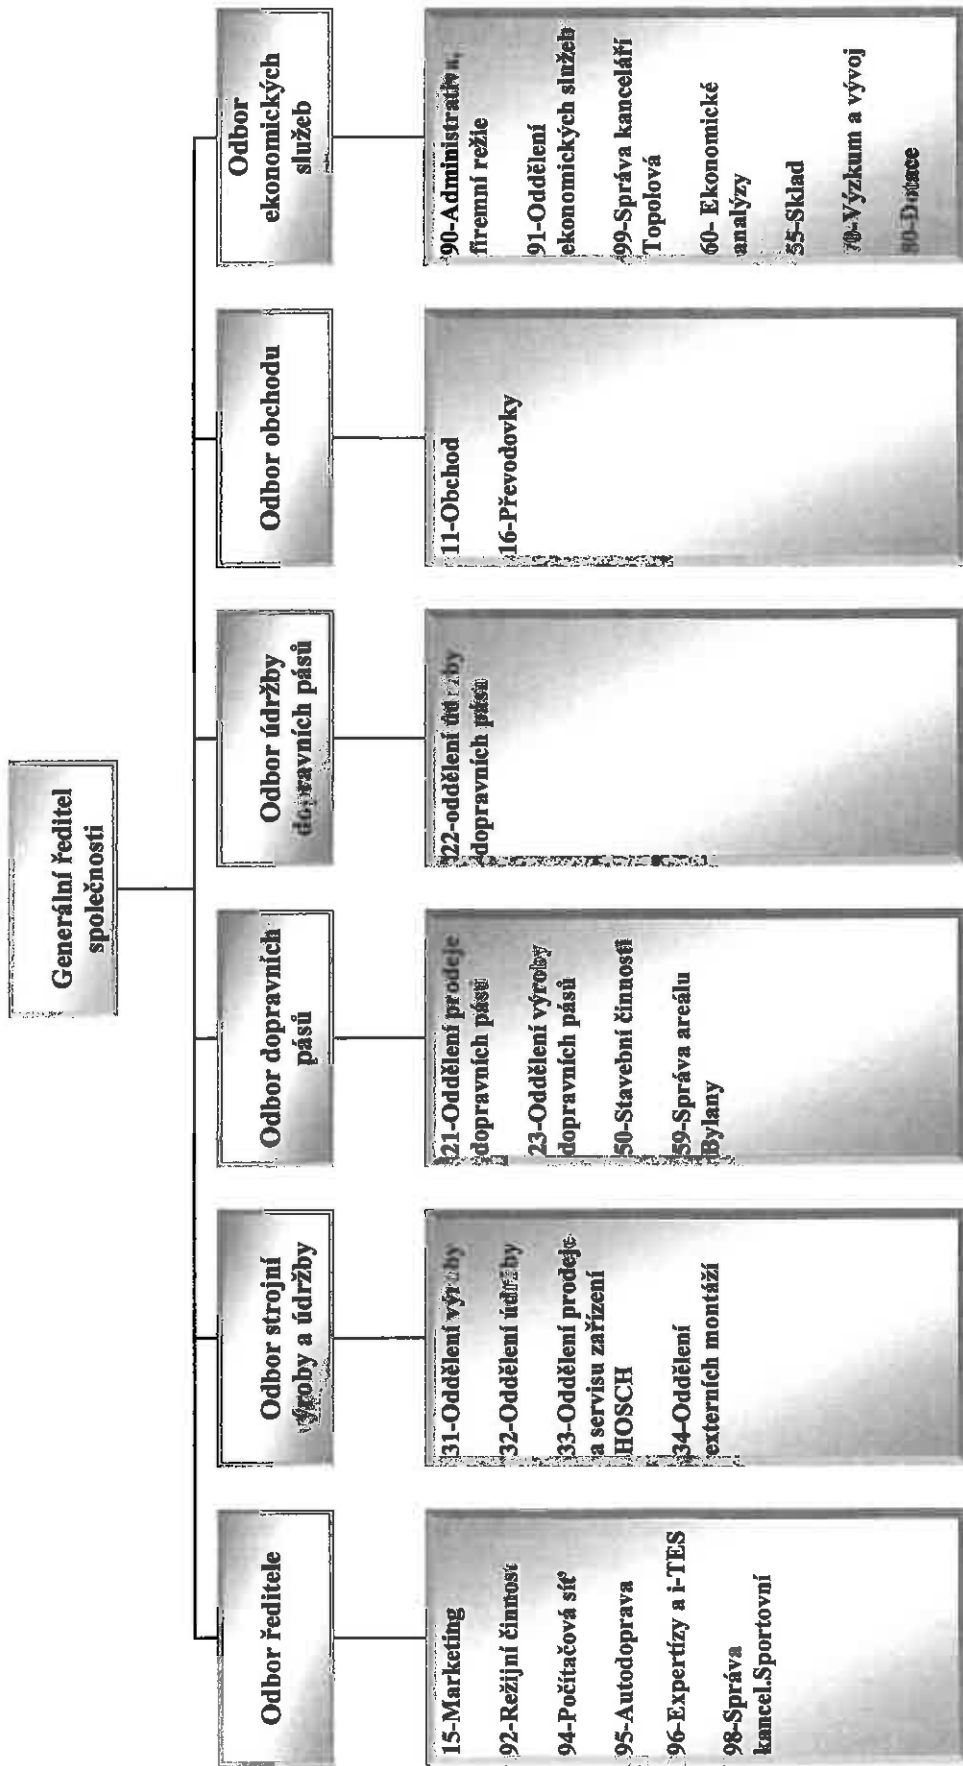 Generální ředitel
společnosti
Odbor ředitele
15-Marketing
92-Režijní činnost
94-Počítačová síť
95-Autodoprava
96-Expertízy a i-TES
98-Správa
kancel.Sportovní
Odbor strojní
výroby a údržby
31-Oddělení výroby
32-Oddělení údržby
33-Oddělení prodeje
a servisu zařízení
HOSCH
34-Oddělení
externích montáží
Odbor dopravních
pásů
21-Oddělení prodeje
dopravních pásů
23-Oddělení výroby
dopravních pásů
50-Stavební činnosti
59-Správa areálu
Bylany
Odbor údržby
dopravních pásů
22-oddělení údržby
dopravních pásů
Odbor obchodu
11-Obchod
16-Převodovky
Odbor
ekonomických
služeb
90-Administrativa,
firemní režie
91-Oddělení
ekonomických služeb
99-Správa kanceláří
Topolová
60- Ekonomické
analýzy
55-Sklad
70-Výzkum a vývoj
80-Dotace